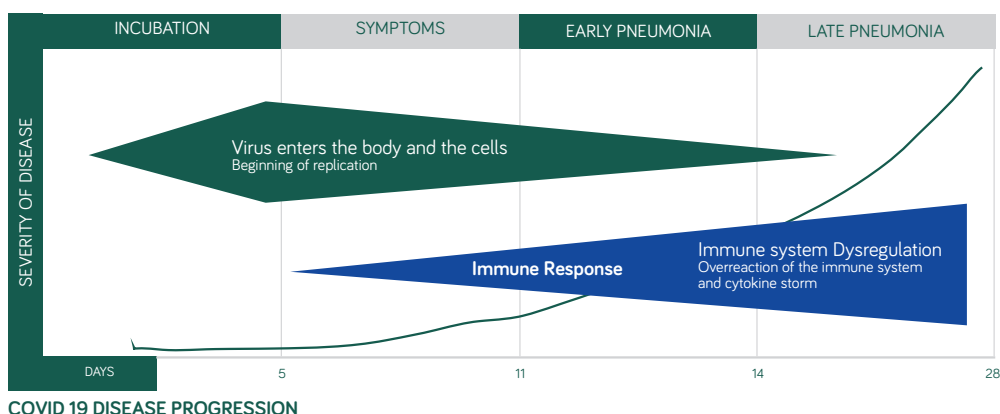 INCUBATION
SYMPTOMS
EARLY PNEUMONIA
LATE PNEUMONIA
SEVERITY OF DISEASE
Virus enters the body and the cells
Beginning of replication
Immune Response
Immune system Dysregulation
Overreaction of the immune system
and cytokine storm
DAYS
5
11
14
28
COVID 19 DISEASE PROGRESSION